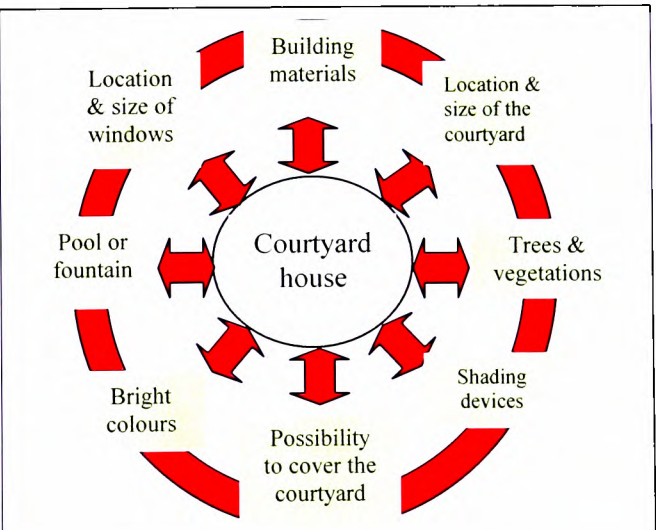 Building
materials
Location
& size of
windows
Location &
size of the
courtyard
Pool or
fountain
Courtyard
house
Trees &
vegetations
Bright
colours
Shading
devices
Possibility
to cover the
courtyard